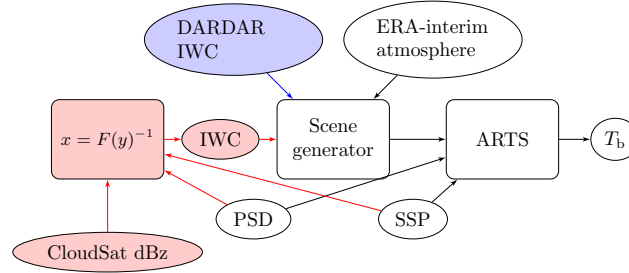 DARDAR
IWC
ERA-interim
atmosphere
x = F(y)⁻¹
IWC
Scene
generator
ARTS
T_b
PSD
SSP
CloudSat dBz